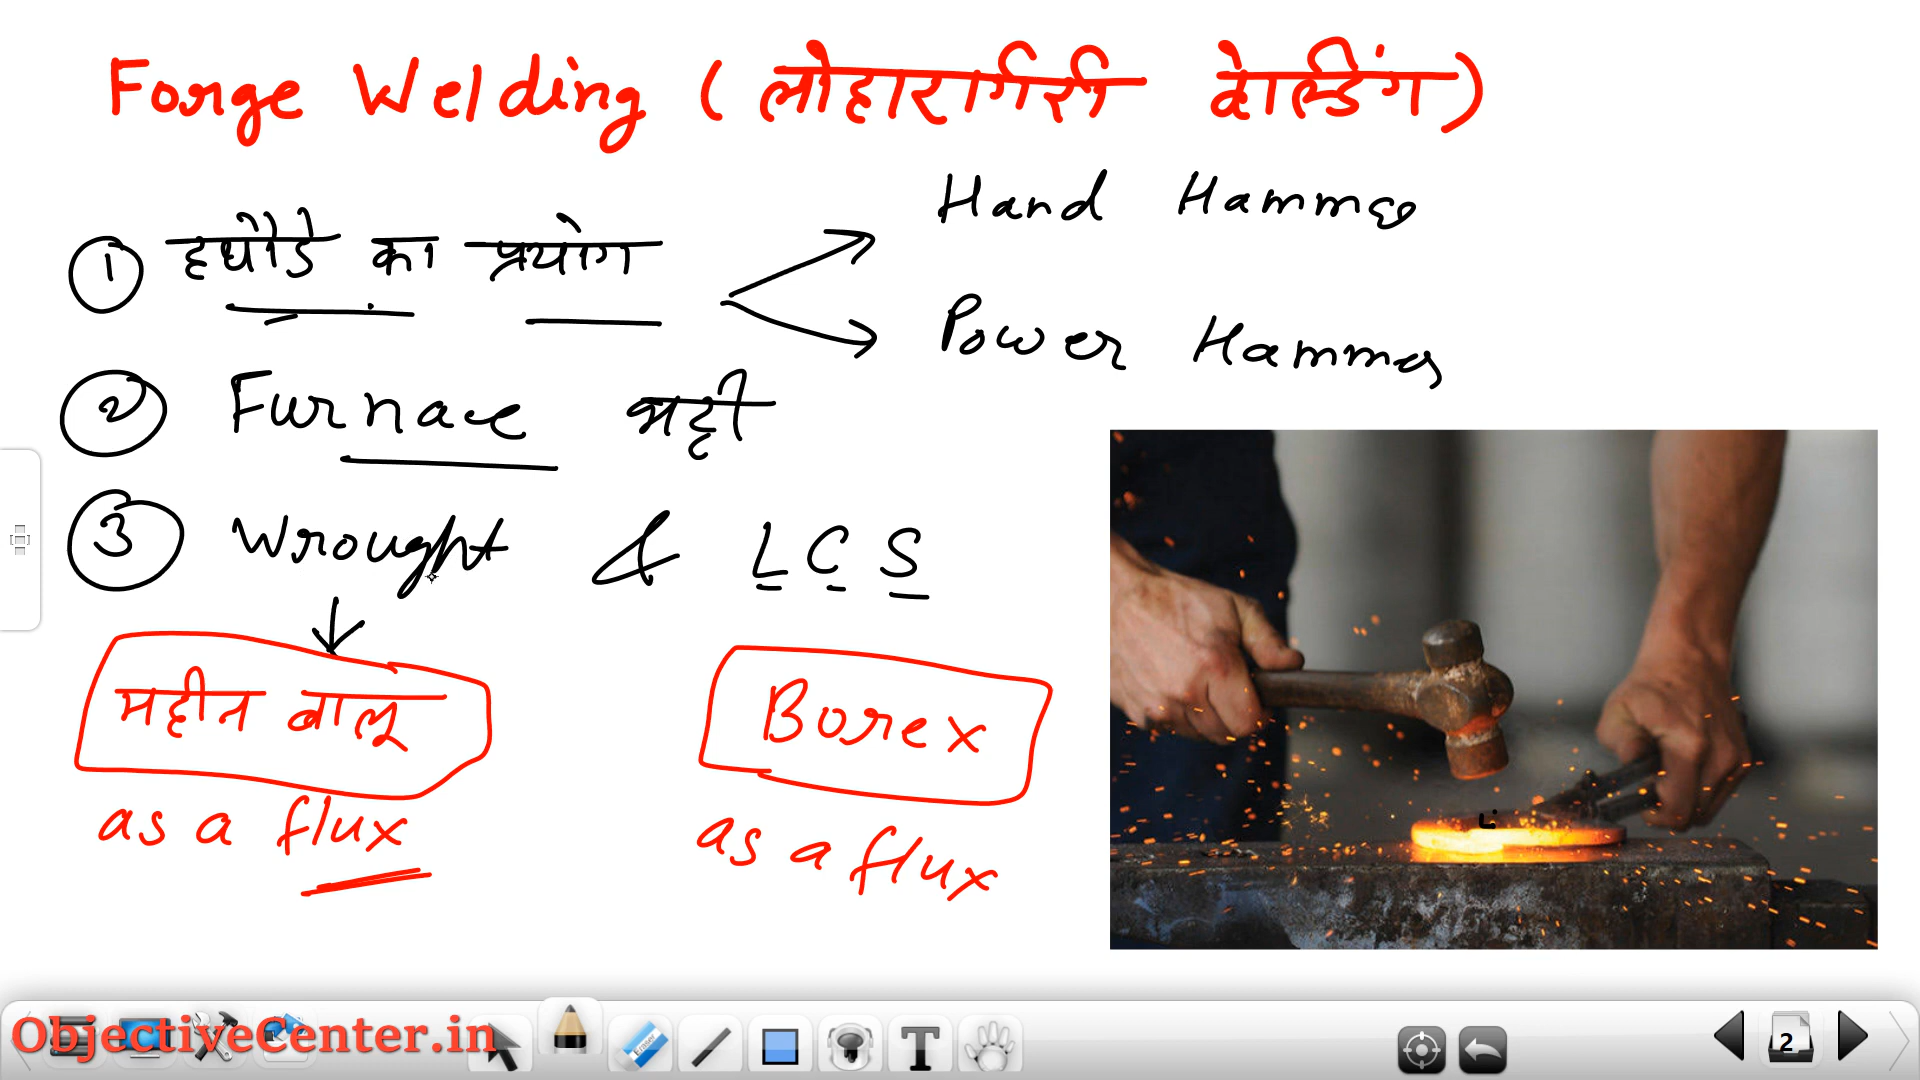 Forge Welding (लोहारगिरी वेल्डिंग)
① हथौडे का प्रयोग
Hand Hammer
Power Hammer
② Furnace भट्टी
③ Wrought & LCS
महीन बालू
Borex
as a flux
as a flux
ObjectiveCenter.in
Eraser
T
2